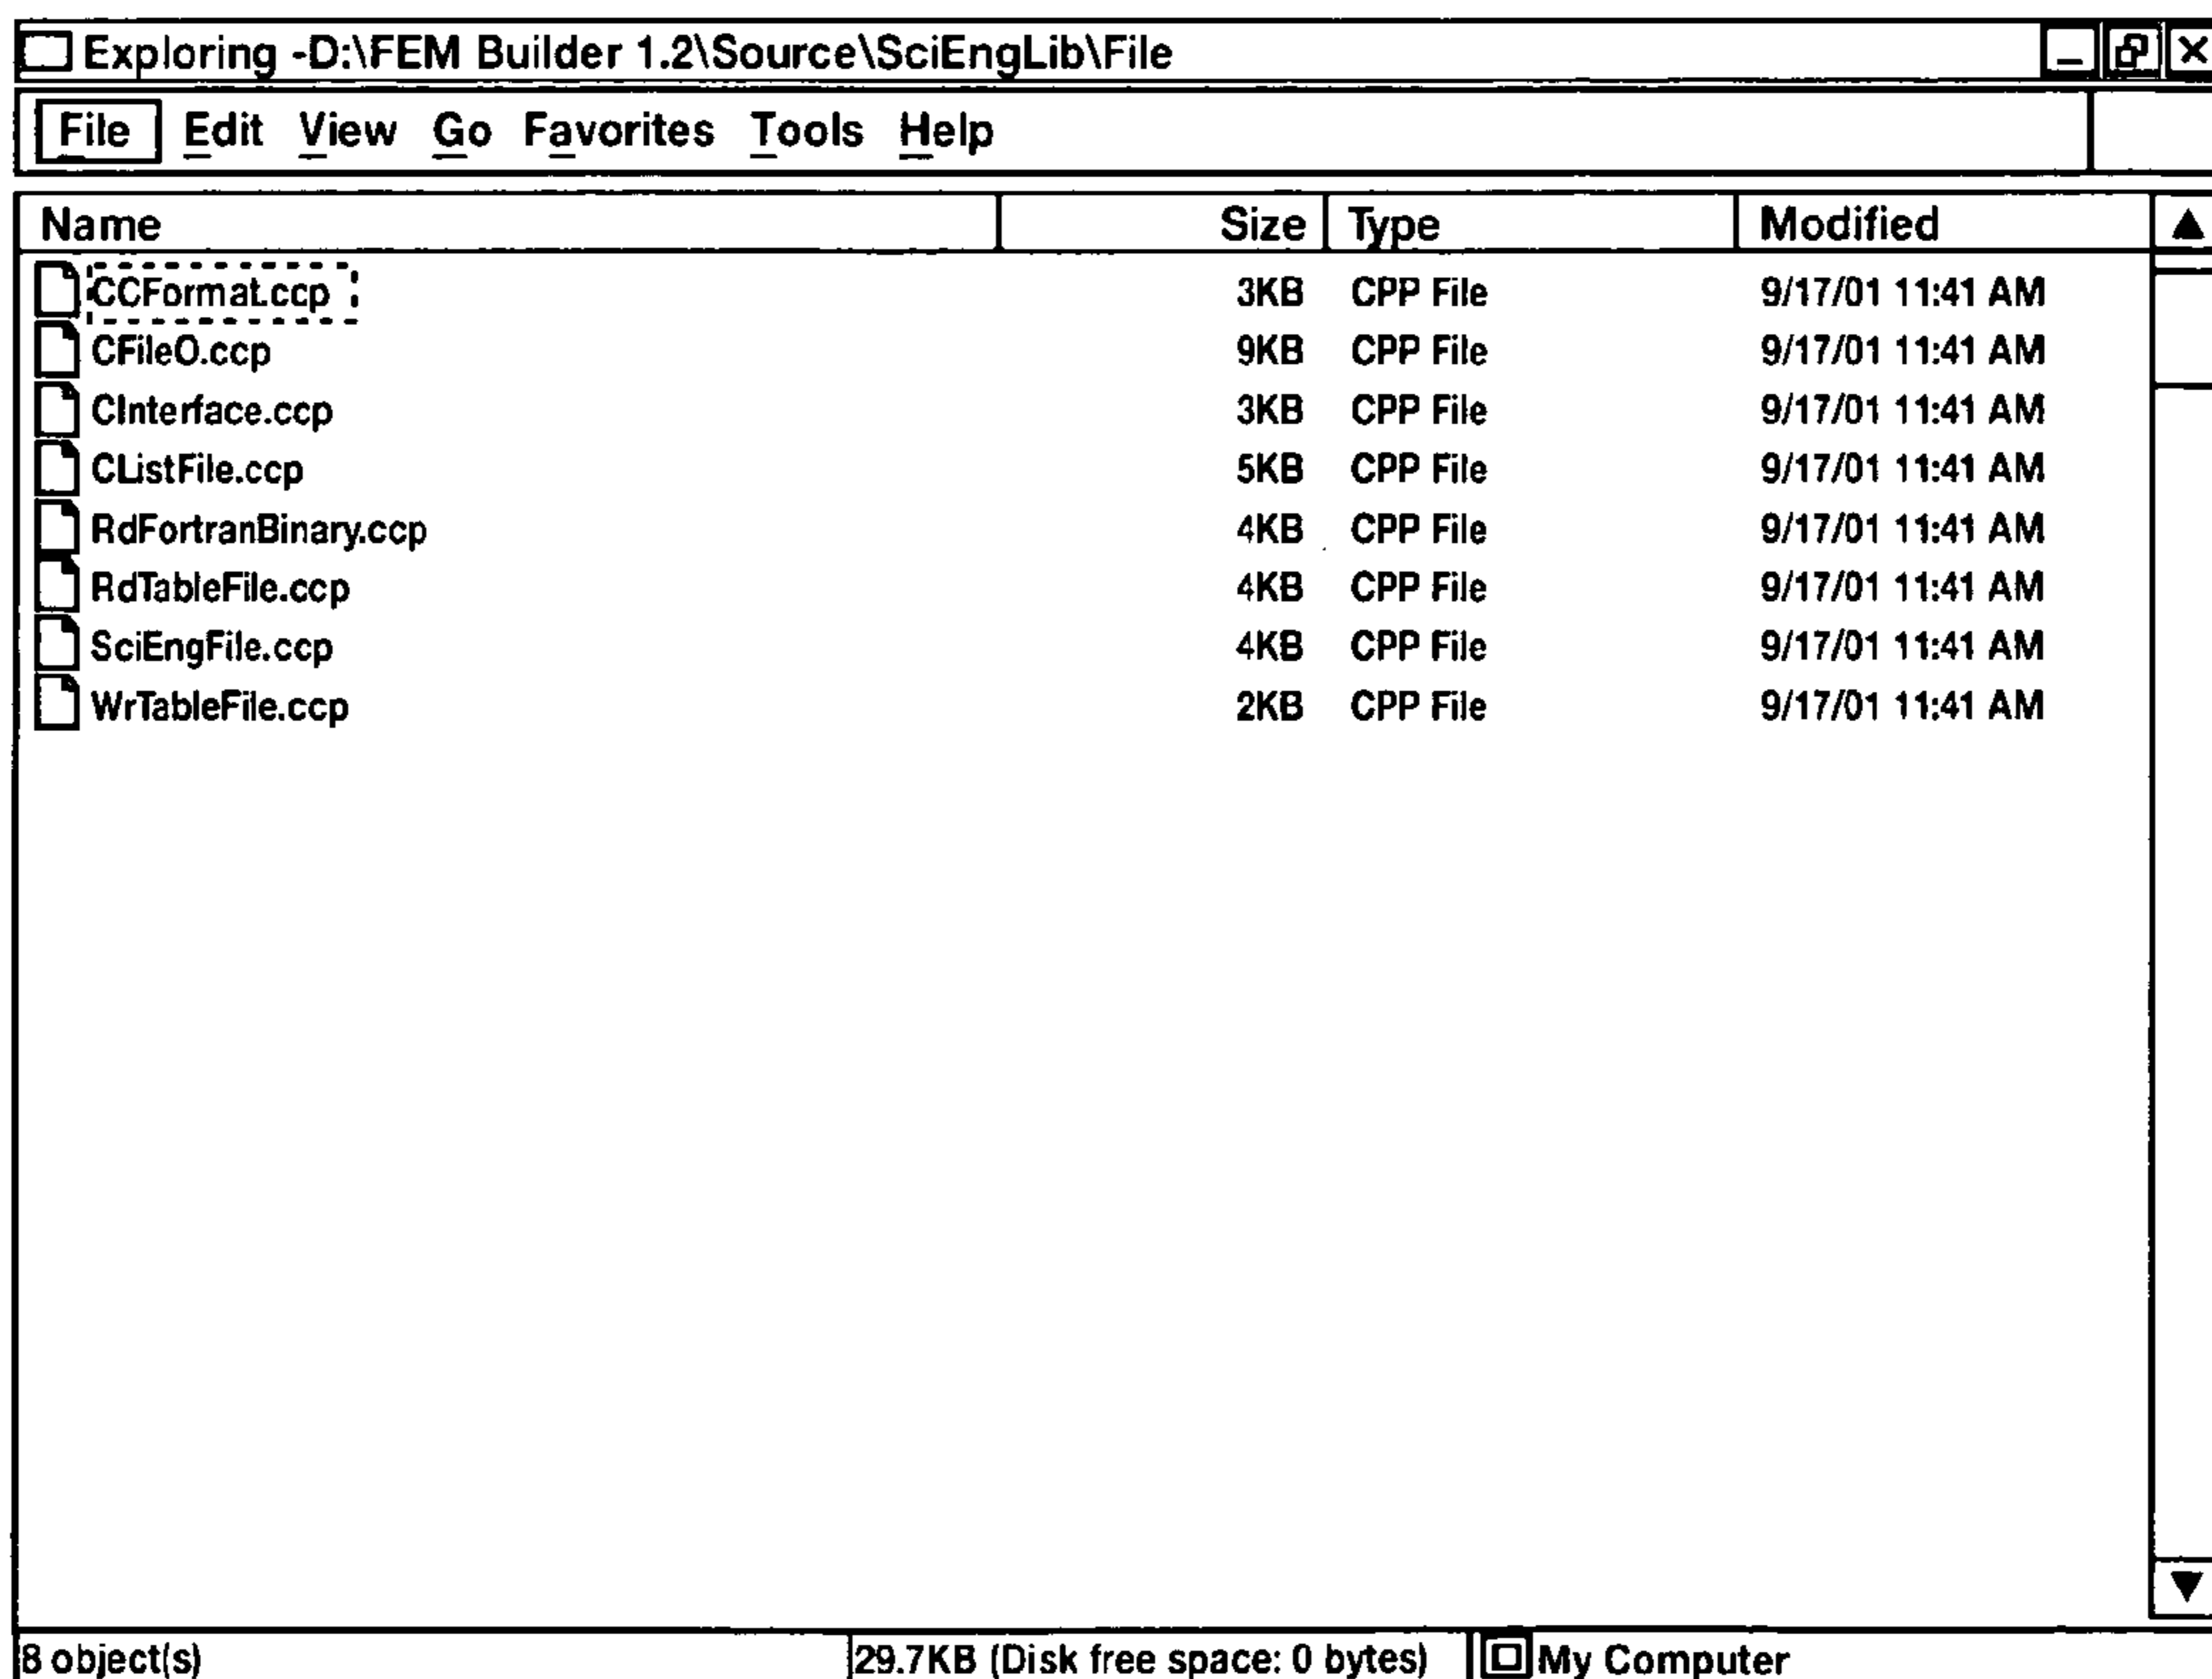 Exploring -D:\FEM Builder 1.2\Source\SciEngLib\File
File Edit View Go Favorites Tools Help
Name Size Type Modified
CCFormat.ccp 3KB CPP File 9/17/01 11:41 AM
CFileO.ccp 9KB CPP File 9/17/01 11:41 AM
CInterface.ccp 3KB CPP File 9/17/01 11:41 AM
CListFile.ccp 5KB CPP File 9/17/01 11:41 AM
RdFortranBinary.ccp 4KB CPP File 9/17/01 11:41 AM
RdTableFile.ccp 4KB CPP File 9/17/01 11:41 AM
SciEngFile.ccp 4KB CPP File 9/17/01 11:41 AM
WrTableFile.ccp 2KB CPP File 9/17/01 11:41 AM
8 object(s) 29.7KB (Disk free space: 0 bytes) My Computer